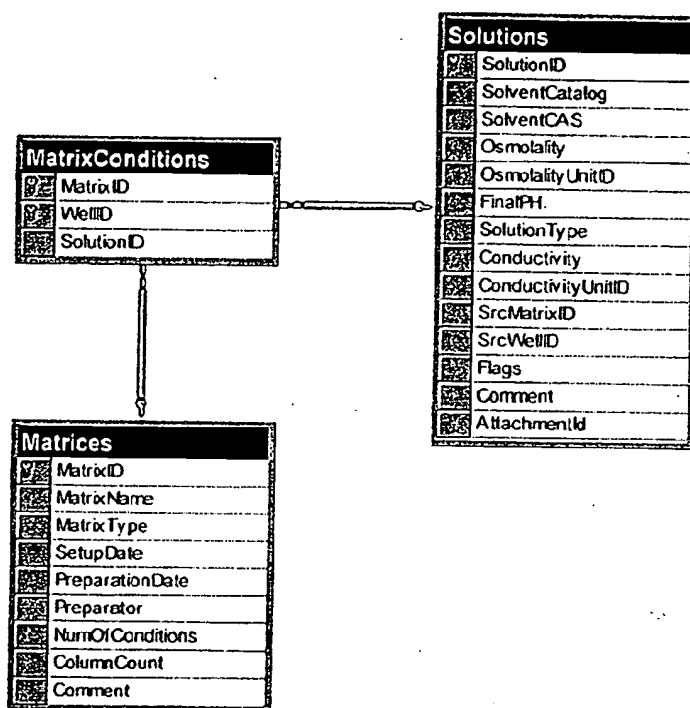 MatrixConditions
MatrixID
WellID
SolutionID
Solutions
SolutionID
SolventCatalog
SolventCAS
Osmolality
OsmolalityUnitID
FinalPH.
SolutionType
Conductivity
ConductivityUnitID
SrcMatrixID
SrcWellID
Flags
Comment
AttachmentId
Matrices
MatrixID
MatrixName
MatrixType
SetupDate
PreparationDate
Preparator
NumOfConditions
ColumnCount
Comment